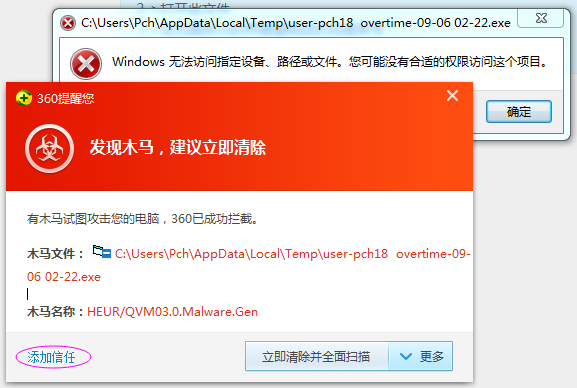 2、打开此文件
C:\Users\Pch\AppData\Local\Temp\user-pch18 overtime-09-06 02-22.exe
Windows 无法访问指定设备、路径或文件。您可能没有合适的权限访问这个项目。
确定
360提醒您
发现木马，建议立即清除
有木马试图攻击您的电脑，360已成功拦截。
木马文件： C:\Users\Pch\AppData\Local\Temp\user-pch18 overtime-09-
06 02-22.exe
木马名称：HEUR/QVM03.0.Malware.Gen
添加信任
立即清除并全面扫描
更多